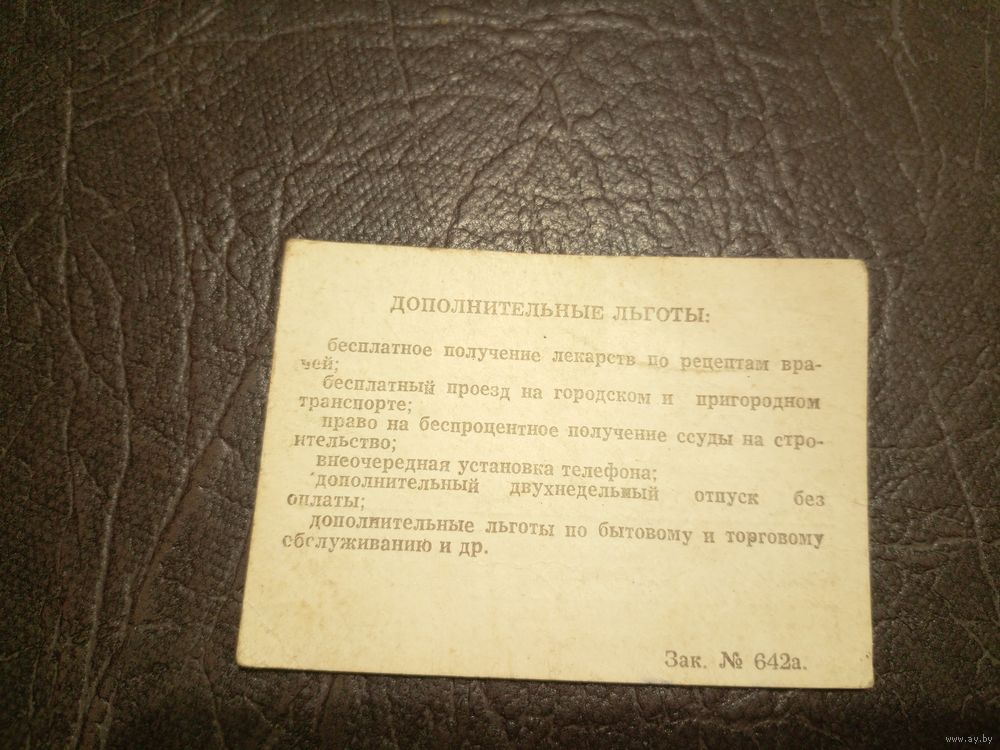 ДОПОЛНИТЕЛЬНЫЕ ЛЬГОТЫ:
бесплатное получение лекарств по рецептам вра-
чей;
бесплатный проезд на городском и пригородном
транспорте;
право на беспроцентное получение ссуды на стро-
ительство;
внеочередная установка телефона;
дополнительный двухнедельный отпуск без
оплаты;
дополнительные льготы по бытовому и торговому
обслуживанию и др.
Зак. № 642а.
www.ay.by